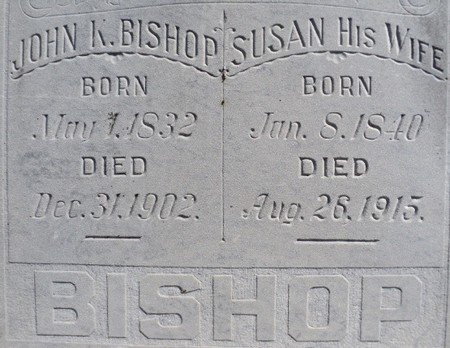 JOHN K. BISHOP
BORN
May 1, 1832
DIED
Dec. 31, 1902.
SUSAN HIS WIFE
BORN
Jan. 8, 1840
DIED
Aug. 26, 1915.
BISHOP